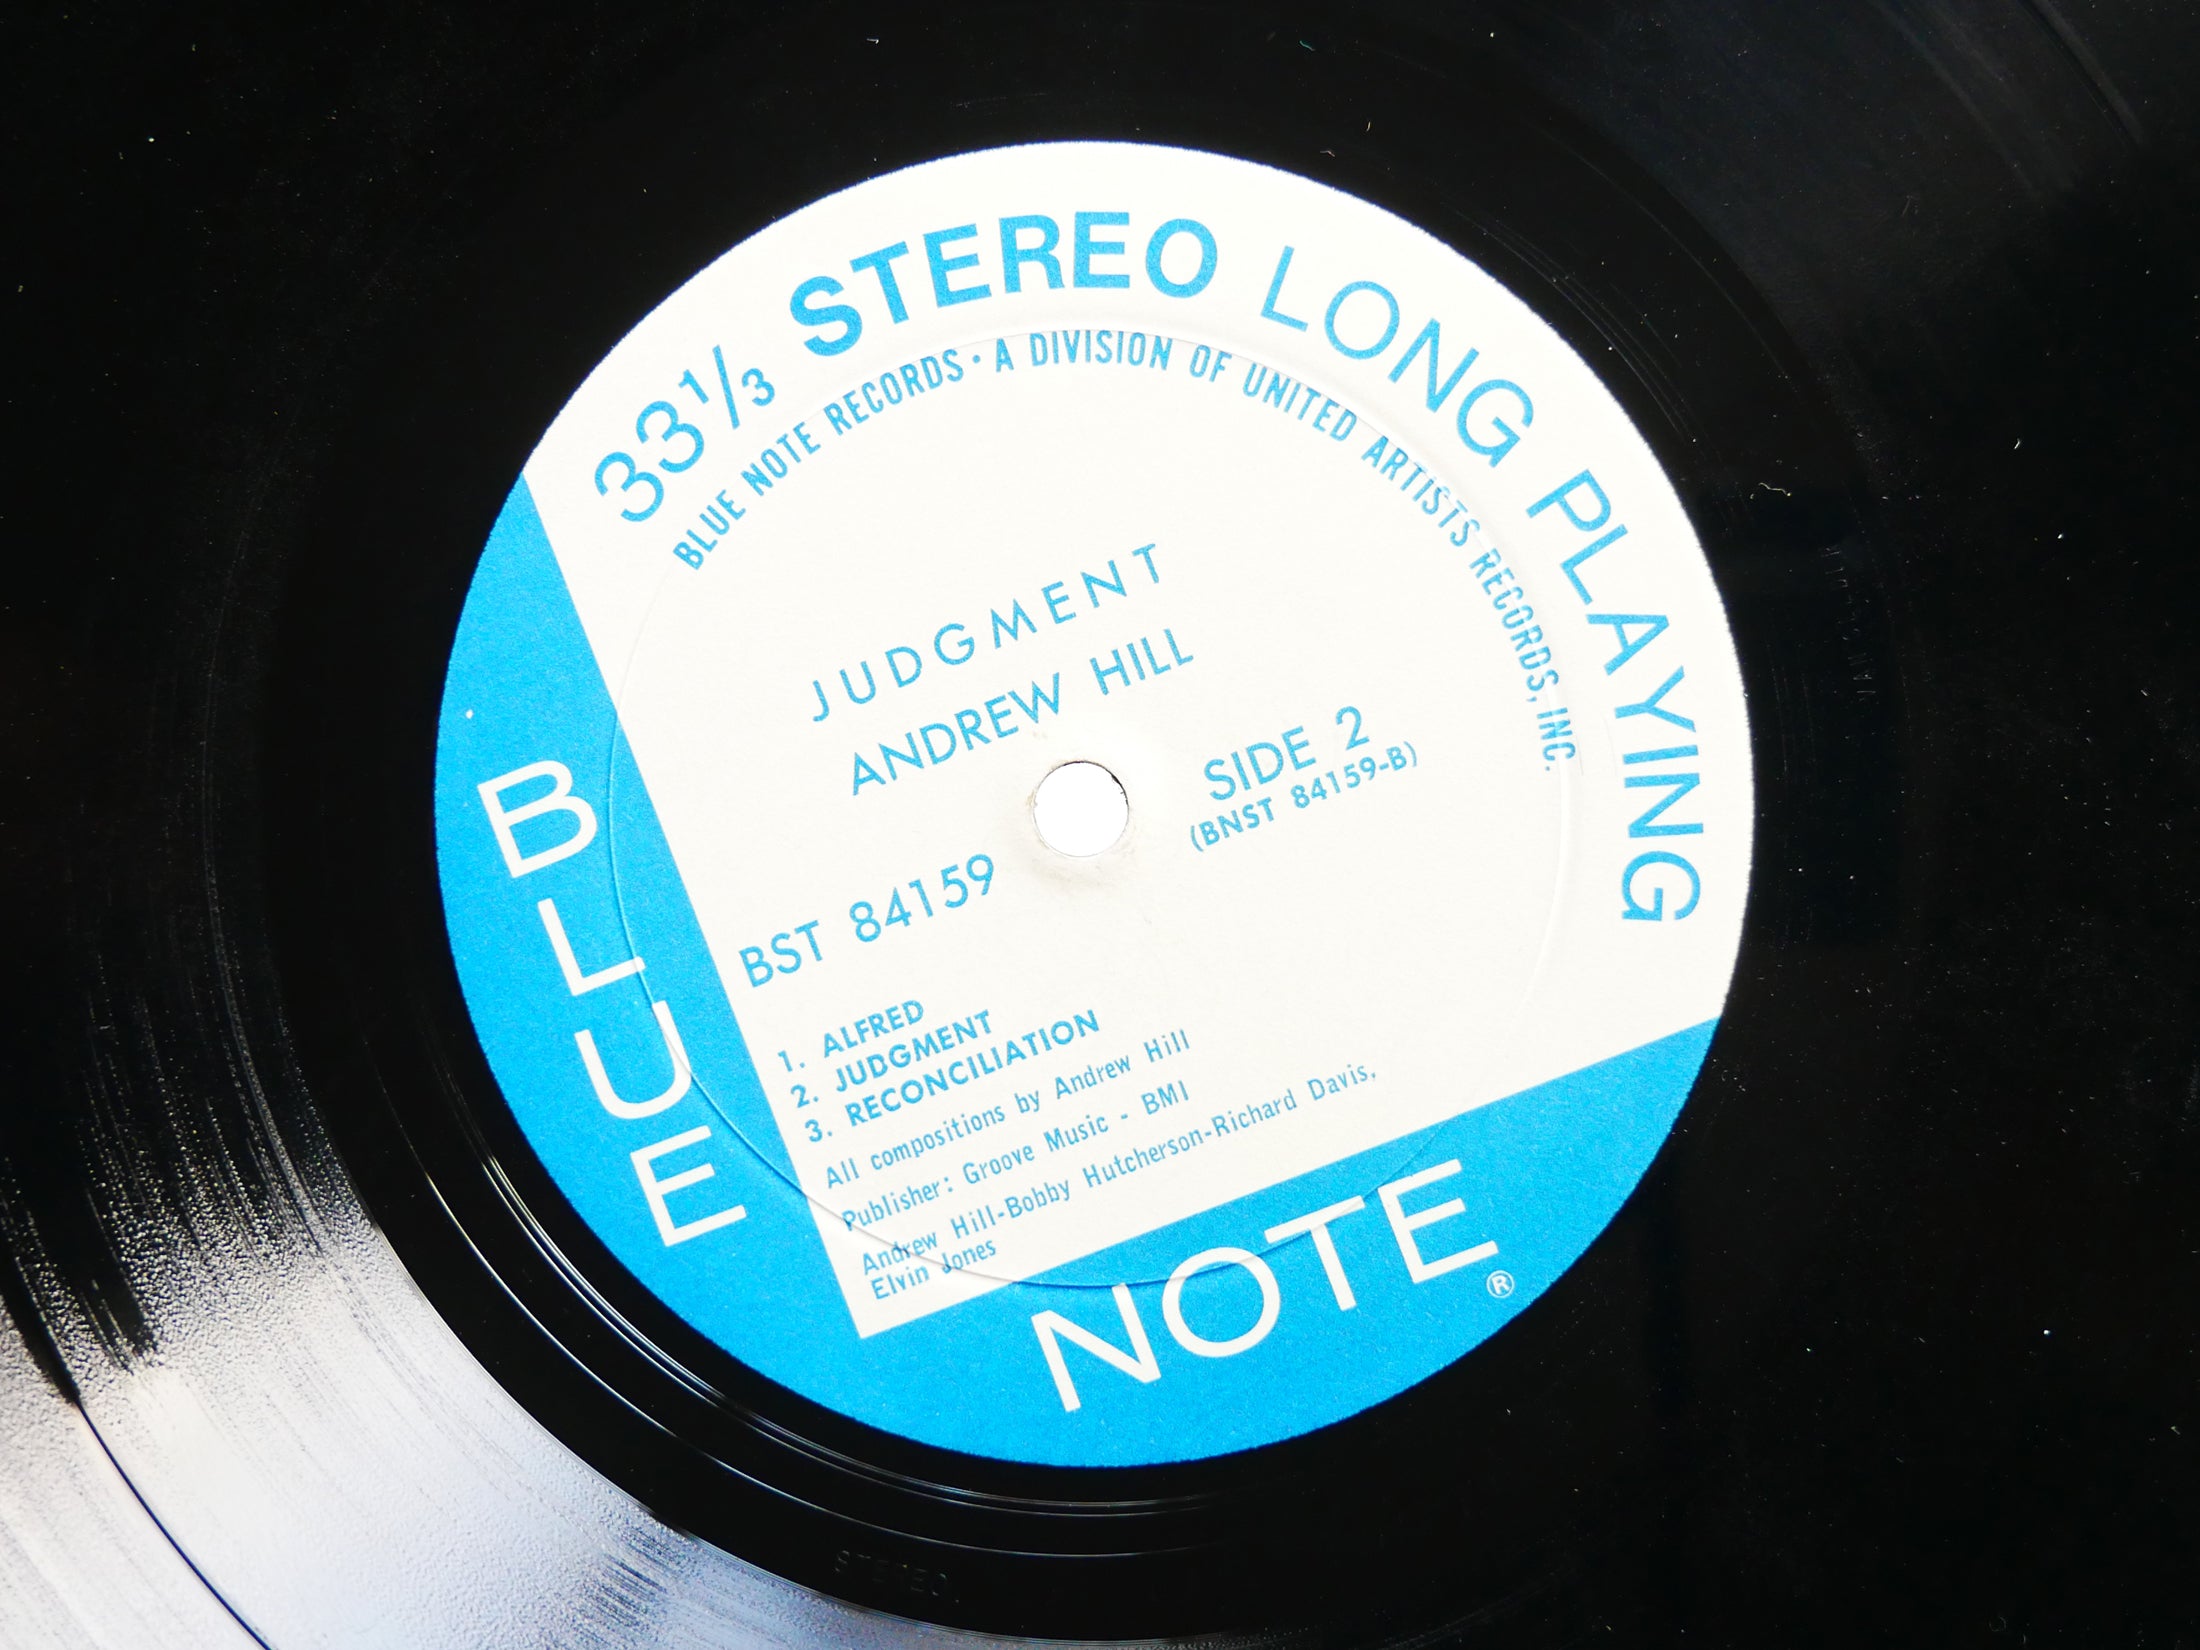 33⅓ STEREO LONG PLAYING
BLUE NOTE RECORDS · A DIVISION OF UNITED ARTISTS RECORDS, INC.
JUDGMENT
ANDREW HILL
SIDE 2
(BNST 84159-B)
BST 84159
1. ALFRED
2. JUDGMENT
3. RECONCILIATION
All compositions by Andrew Hill
Publisher: Groove Music - BMI
Andrew Hill-Bobby Hutcherson-Richard Davis,
Elvin Jones
BLUE
NOTE®
STEREO